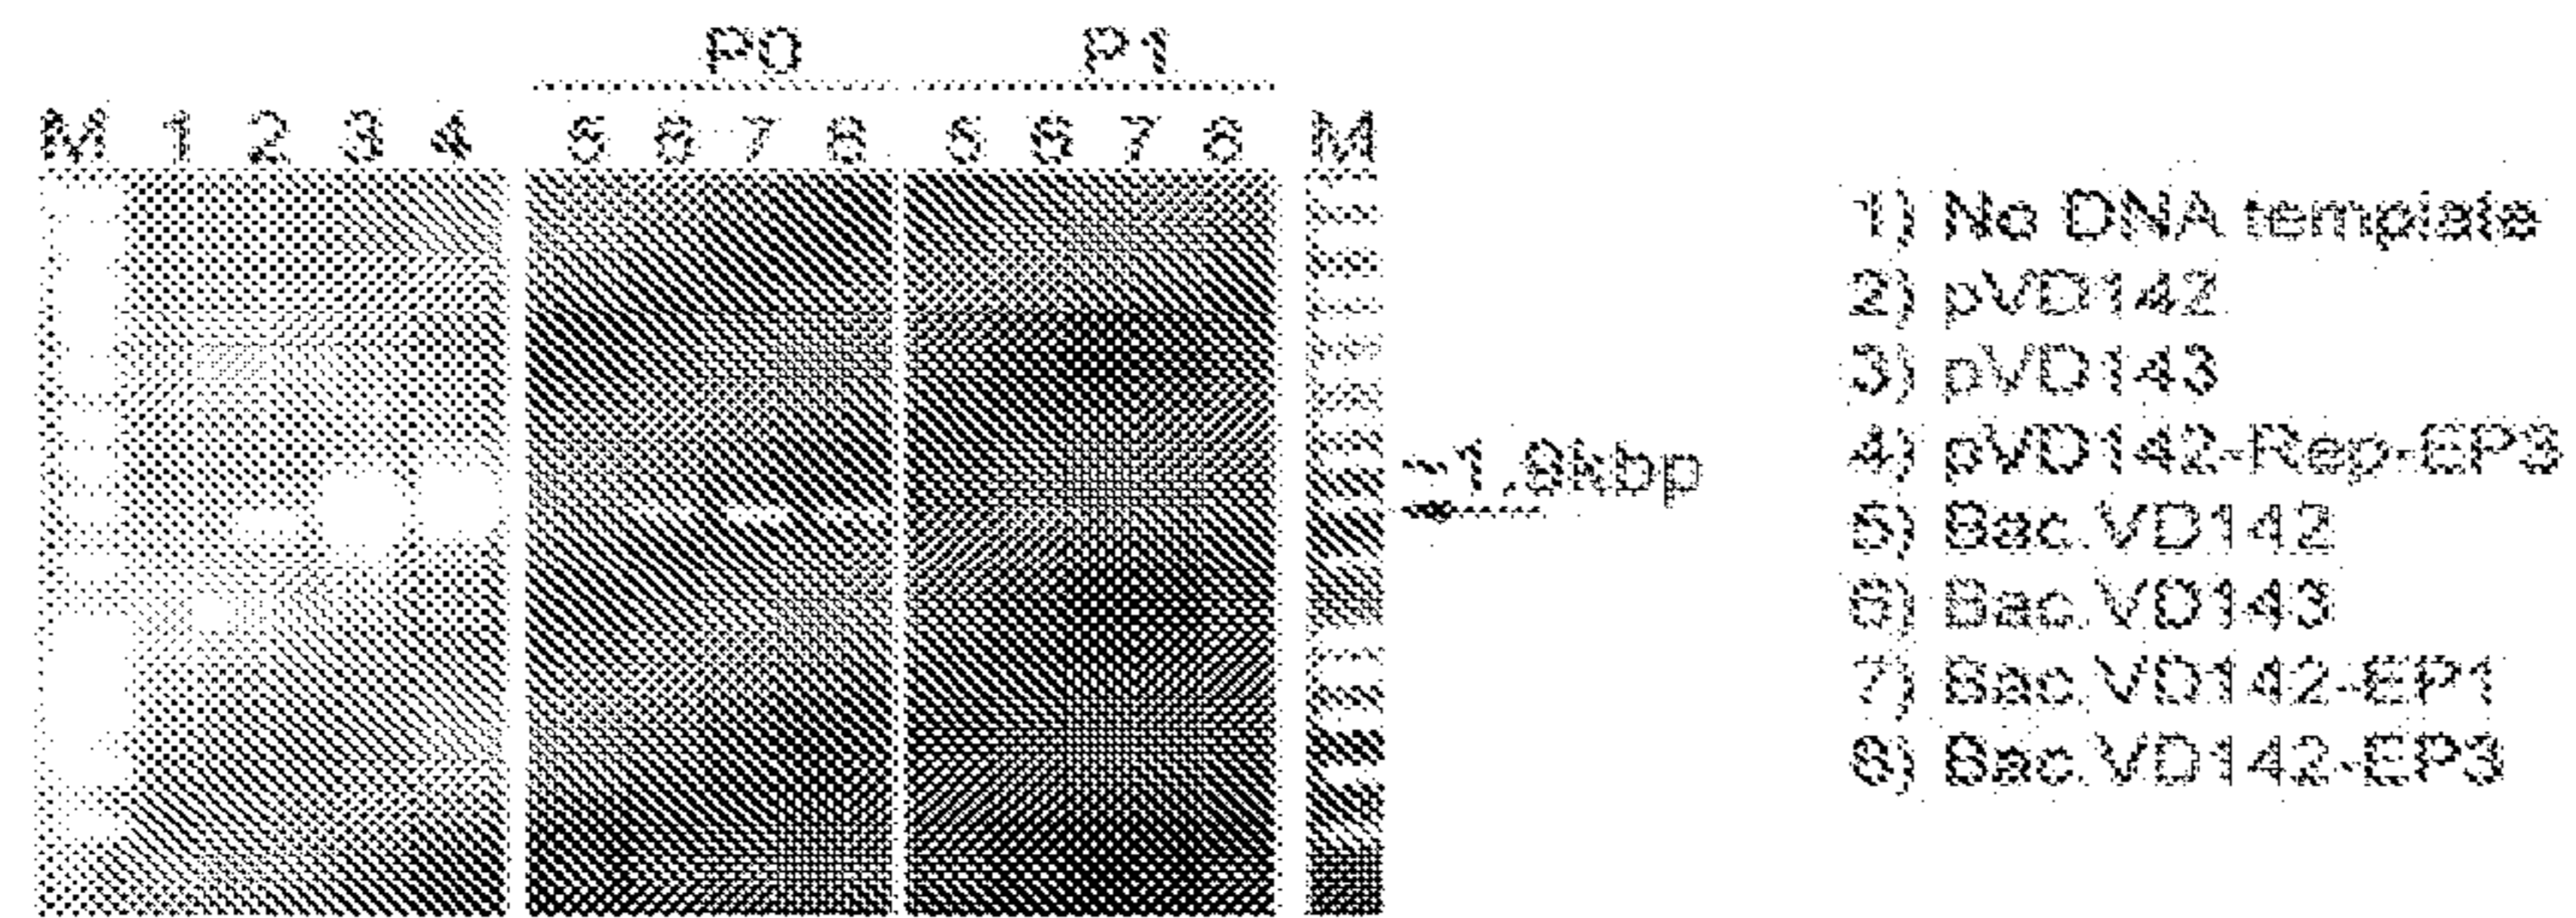 P0 P1
M 1 2 3 4 5 6 7 8 5 6 7 8 M
1) No DNA template
2) pVD142
3) pVD143
4) pVD142-Rep-EP3
5) Bac.VD142
6) Bac.VD143
7) Bac.VD142-EP1
8) Bac.VD142-EP3